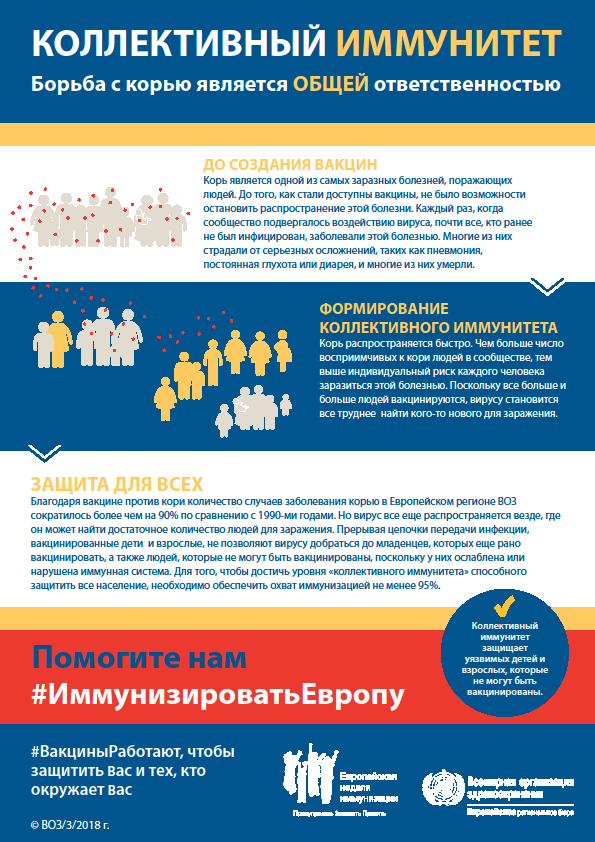 КОЛЛЕКТИВНЫЙ ИММУНИТЕТ
Борьба с корью является ОБЩЕЙ ответственностью
ДО СОЗДАНИЯ ВАКЦИН
Корь является одной из самых заразных болезней, поражающих
людей. До того, как стали доступны вакцины, не было возможности
остановить распространение этой болезни. Каждый раз, когда
сообщество подвергалось воздействию вируса, почти все, кто ранее
не был инфицирован, заболевали этой болезнью. Многие из них
страдали от серьезных осложнений, таких как пневмония,
постоянная глухота или диарея, и многие из них умерли.
ФОРМИРОВАНИЕ
КОЛЛЕКТИВНОГО ИММУНИТЕТА
Корь распространяется быстро. Чем больше число
восприимчивых к кори людей в сообществе, тем
выше индивидуальный риск каждого человека
заразиться этой болезнью. Поскольку все больше и
больше людей вакцинируются, вирусу становится
все труднее найти кого-то нового для заражения.
ЗАЩИТА ДЛЯ ВСЕХ
Благодаря вакцине против кори количество случаев заболевания корью в Европейском регионе ВОЗ
сократилось более чем на 90% по сравнению с 1990-ми годами. Но вирус все еще распространяется везде, где
он может найти достаточное количество людей для заражения. Прерывая цепочки передачи инфекции,
вакцинированные дети и взрослые, не позволяют вирусу добраться до младенцев, которых еще рано
вакцинировать, а также людей, которые не могут быть вакцинированы, поскольку у них ослаблена или
нарушена иммунная система. Для того, чтобы достичь уровня «коллективного иммунитета» способного
защитить все население, необходимо обеспечить охват иммунизацией не менее 95%.
Коллективный
иммунитет
защищает
уязвимых детей и
взрослых, которые
не могут быть
вакцинированы.
Помогите нам
#ИммунизироватьЕвропу
#ВакциныРаботают, чтобы
защитить Вас и тех, кто
окружает вас
Европейская
неделя
иммунизации
Предупредить Защитить Привить
Всемирная организация
здравоохранения
Европейское региональное бюро
© ВОЗ/3/2018 г.